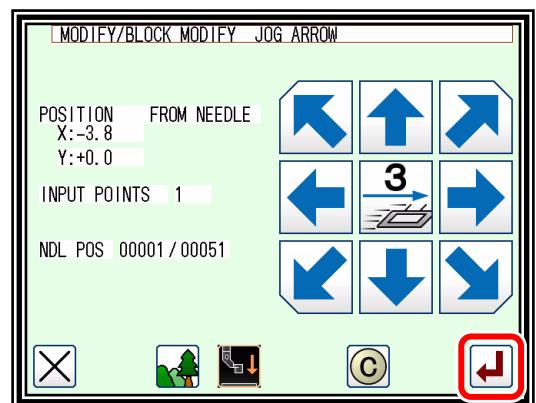 MODIFY/BLOCK MODIFY JOG ARROW
POSITION FROM NEEDLE
X:-3.8
Y:+0.0
3
INPUT POINTS 1
NDL POS 00001/00051
C